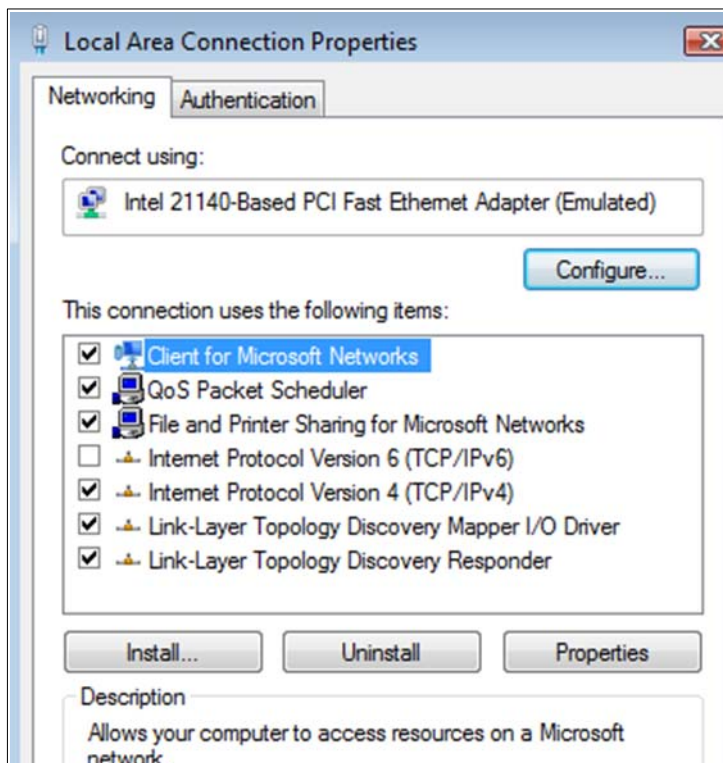 Local Area Connection Properties
Networking
Authentication
Connect using:
Intel 21140-Based PCI Fast Ethernet Adapter (Emulated)
Configure...
This connection uses the following items:
Client for Microsoft Networks
QoS Packet Scheduler
File and Printer Sharing for Microsoft Networks
Internet Protocol Version 6 (TCP/IPv6)
Internet Protocol Version 4 (TCP/IPv4)
Link-Layer Topology Discovery Mapper I/O Driver
Link-Layer Topology Discovery Responder
Install...
Uninstall
Properties
Description
Allows your computer to access resources on a Microsoft
network